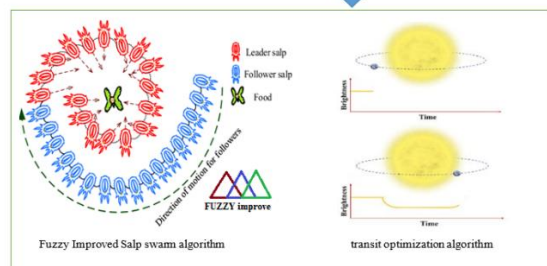 Leader salp
Follower salp
Food
Direction of motion for followers
FUZZY improve
Fuzzy Improved Salp swarm algorithm
Brightness
Time
Brightness
Time
transit optimization algorithm